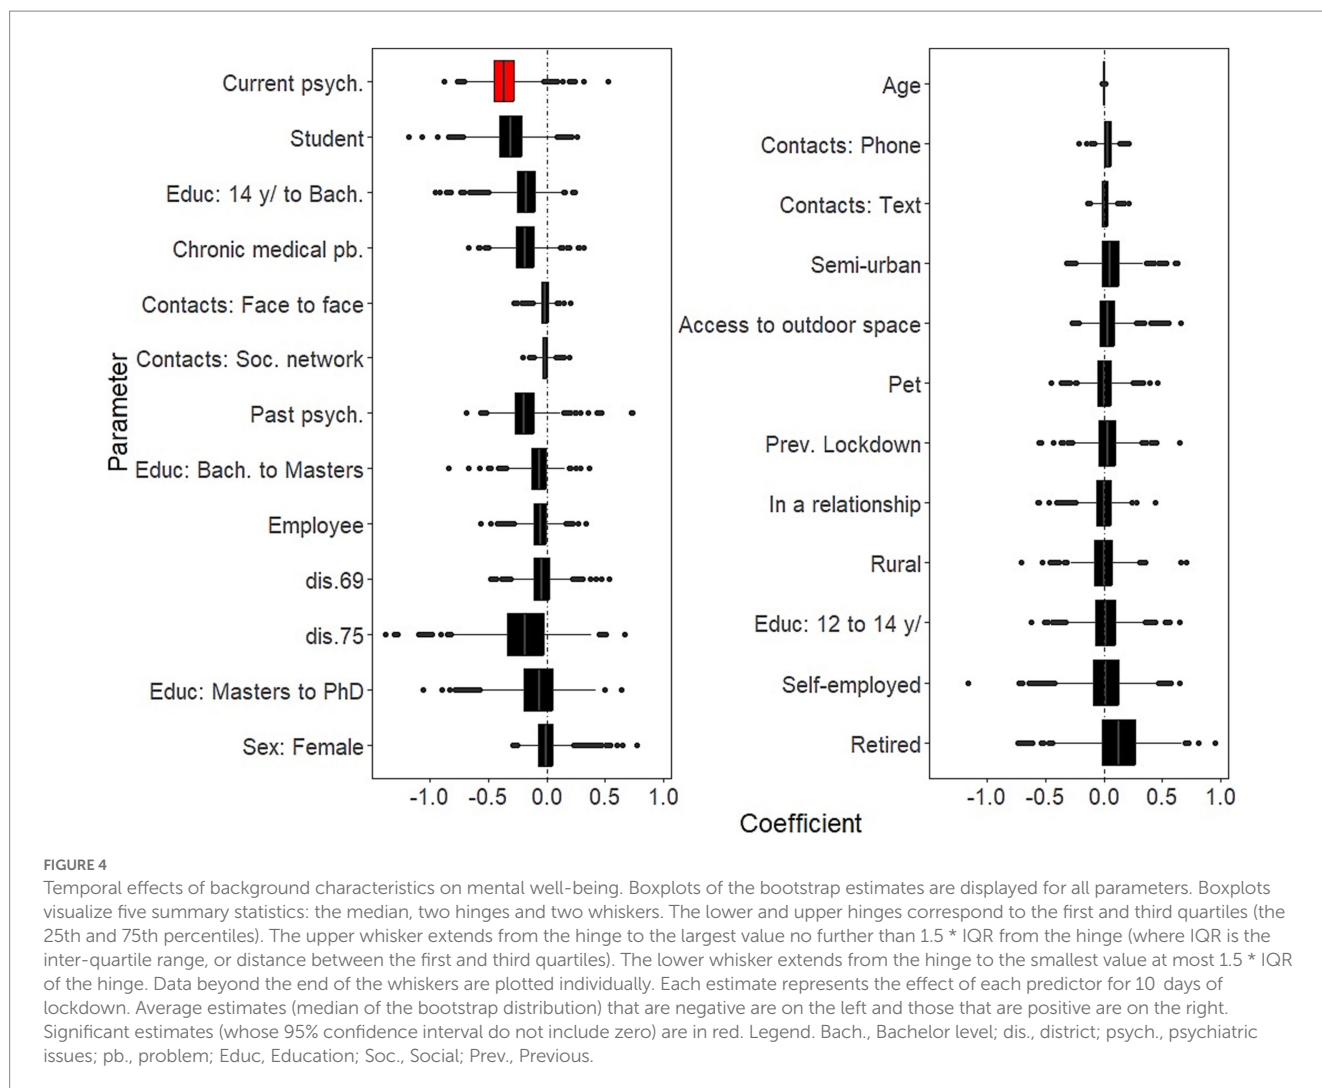 Parameter
Current psych.
Student
Educ: 14 y/ to Bach.
Chronic medical pb.
Contacts: Face to face
Contacts: Soc. network
Past psych.
Educ: Bach. to Masters
Employee
dis.69
dis.75
Educ: Masters to PhD
Sex: Female
-1.0 -0.5 0.0 0.5 1.0
Age
Contacts: Phone
Contacts: Text
Semi-urban
Access to outdoor space
Pet
Prev. Lockdown
In a relationship
Rural
Educ: 12 to 14 y/
Self-employed
Retired
-1.0 -0.5 0.0 0.5 1.0
Coefficient
FIGURE 4
Temporal effects of background characteristics on mental well-being. Boxplots of the bootstrap estimates are displayed for all parameters. Boxplots
visualize five summary statistics: the median, two hinges and two whiskers. The lower and upper hinges correspond to the first and third quartiles (the
25th and 75th percentiles). The upper whisker extends from the hinge to the largest value no further than 1.5 * IQR from the hinge (where IQR is the
inter-quartile range, or distance between the first and third quartiles). The lower whisker extends from the hinge to the smallest value at most 1.5 * IQR
of the hinge. Data beyond the end of the whiskers are plotted individually. Each estimate represents the effect of each predictor for 10 days of
lockdown. Average estimates (median of the bootstrap distribution) that are negative are on the left and those that are positive are on the right.
Significant estimates (whose 95% confidence interval do not include zero) are in red. Legend. Bach., Bachelor level; dis., district; psych., psychiatric
issues; pb., problem; Educ, Education; Soc., Social; Prev., Previous.